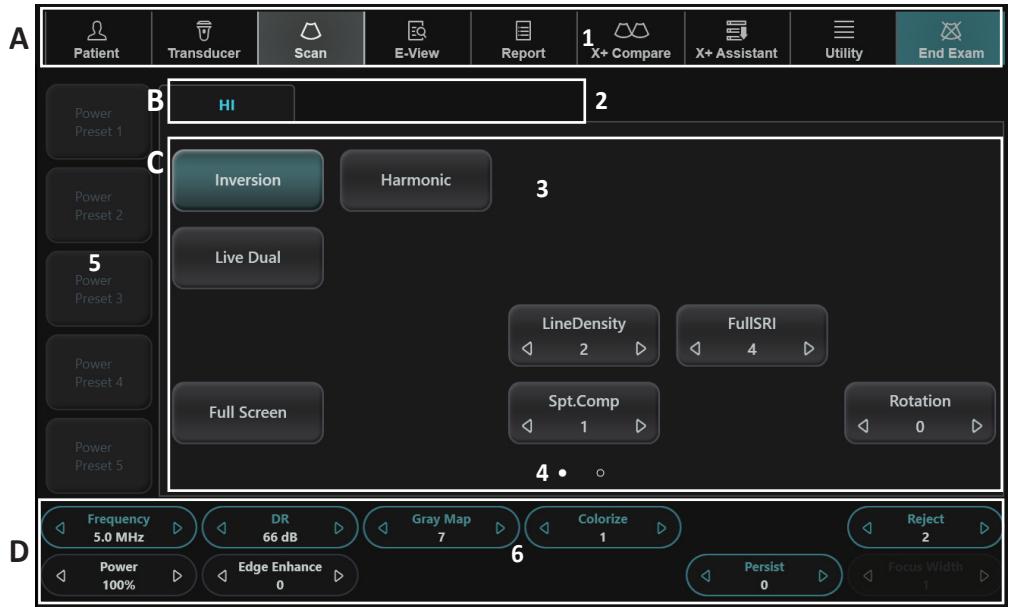 A
Patient
Transducer
Scan
E-View
Report
1
X+ Compare
X+ Assistant
Utility
End Exam
Power
Preset 1
B
HI
2
C
Inversion
Harmonic
3
Power
Preset 2
Live Dual
5
Power
Preset 3
LineDensity
2
FullSRI
4
Power
Preset 4
Full Screen
Spt.Comp
1
Rotation
0
Power
Preset 5
4
D
Frequency
5.0 MHz
DR
66 dB
Gray Map
7
Colorize
1
Reject
2
6
Power
100%
Edge Enhance
0
Persist
0
Focus Width
1